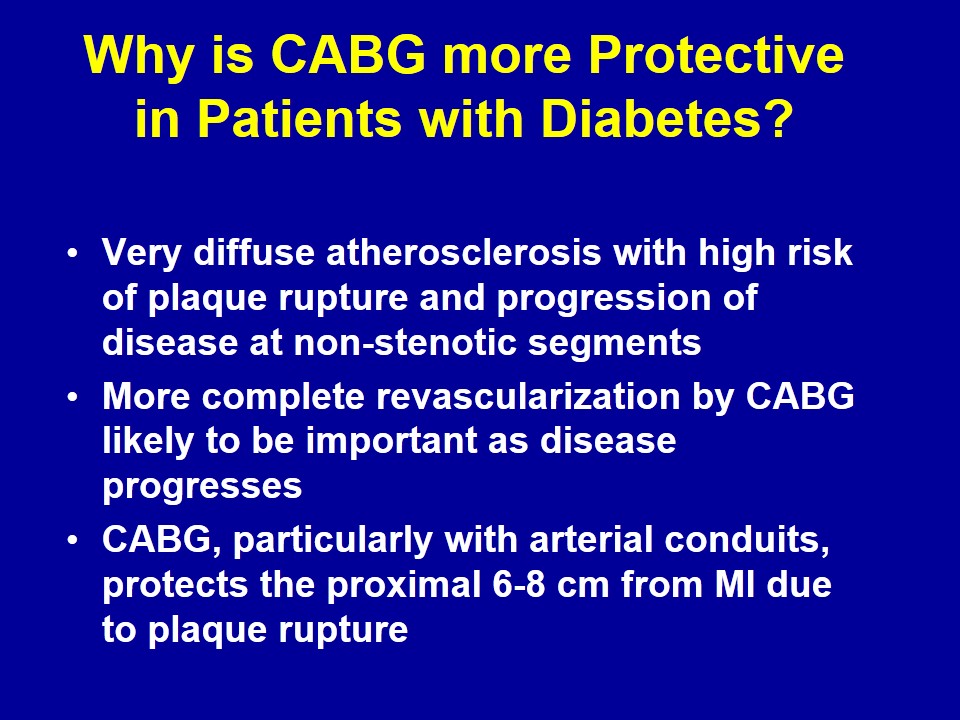 Why is CABG more Protective
in Patients with Diabetes?
• Very diffuse atherosclerosis with high risk
of plaque rupture and progression of
disease at non-stenotic segments
• More complete revascularization by CABG
likely to be important as disease
progresses
• CABG, particularly with arterial conduits,
protects the proximal 6-8 cm from MI due
to plaque rupture